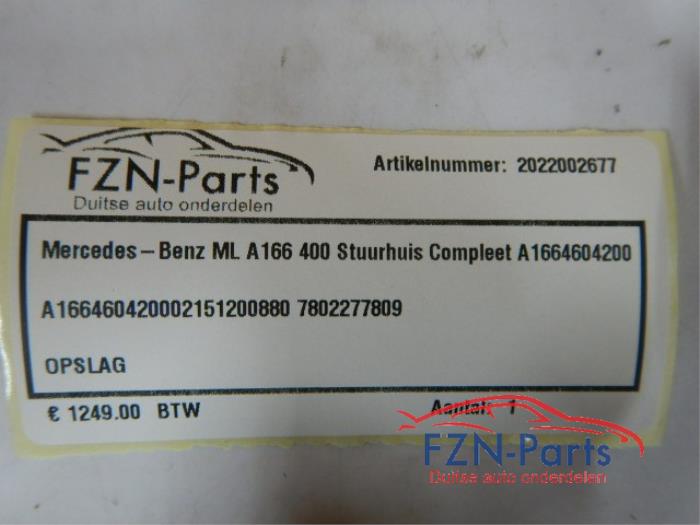 FZN-Parts
Duitse auto onderdelen
Artikelnummer: 2022002677
Mercedes-Benz ML A166 400 Stuurhuis Compleet A1664604200
A166460420002151200880 7802277809
OPSLAG
€ 1249.00 BTW
Aantal: 1
FZN-Parts
Duitse auto onderdelen